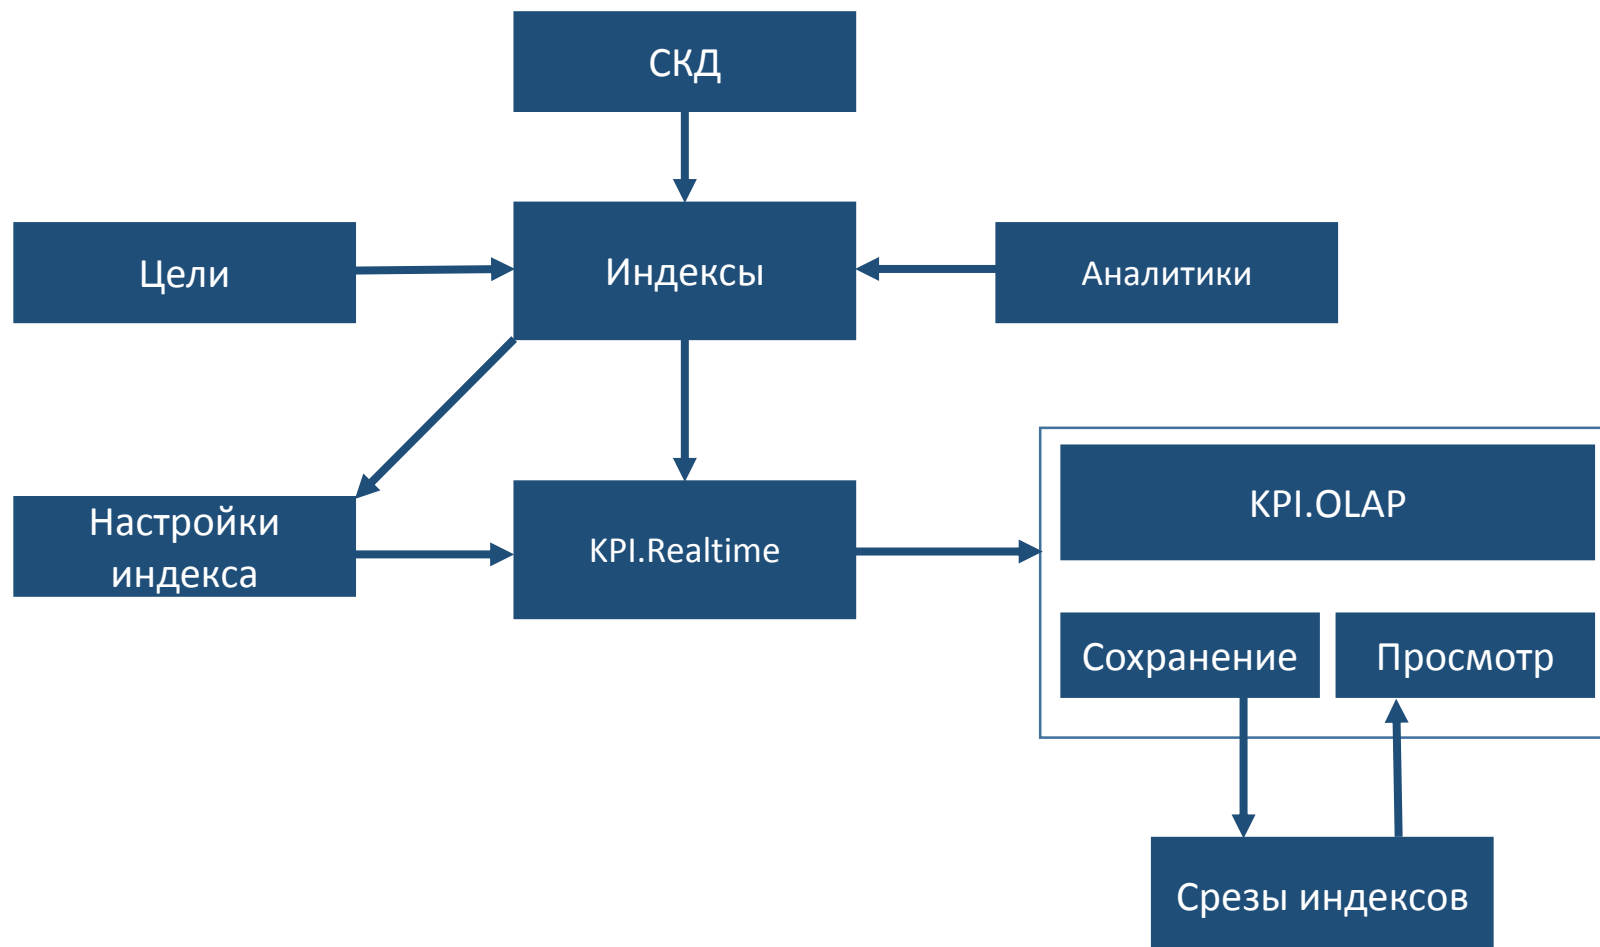 СКД
Цели
Индексы
Аналитики
Настройки
индекса
KPI.Realtime
KPI.OLAP
Сохранение
Просмотр
Срезы индексов